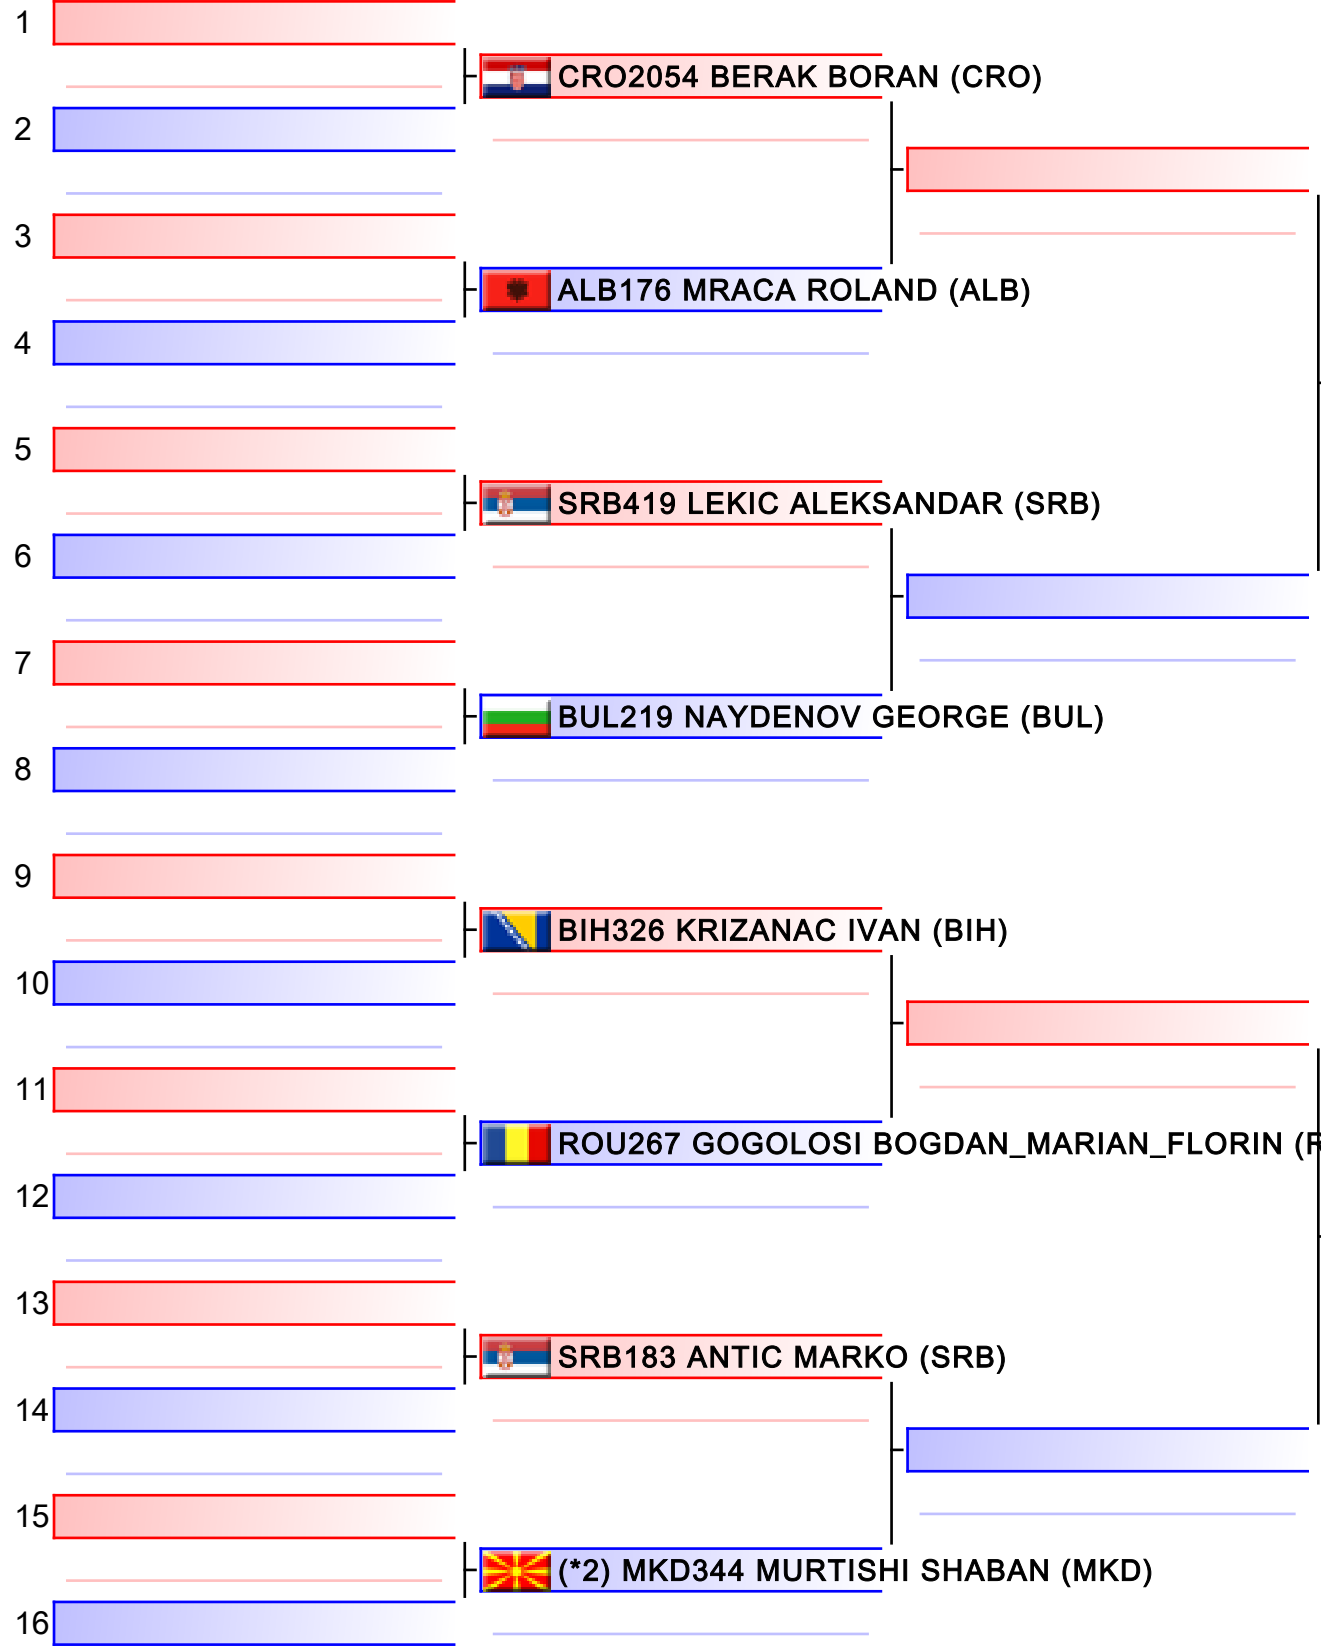 1
CRO2054 BERAK BORAN (CRO)
2
3
ALB176 MRACA ROLAND (ALB)
4
5
SRB419 LEKIC ALEKSANDAR (SRB)
6
7
BUL219 NAYDENOV GEORGE (BUL)
8
9
BIH326 KRIZANAC IVAN (BIH)
10
11
ROU267 GOGOLOSI BOGDAN_MARIAN_FLORIN (
12
13
SRB183 ANTIC MARKO (SRB)
14
15
(*2) MKD344 MURTISHI SHABAN (MKD)
16